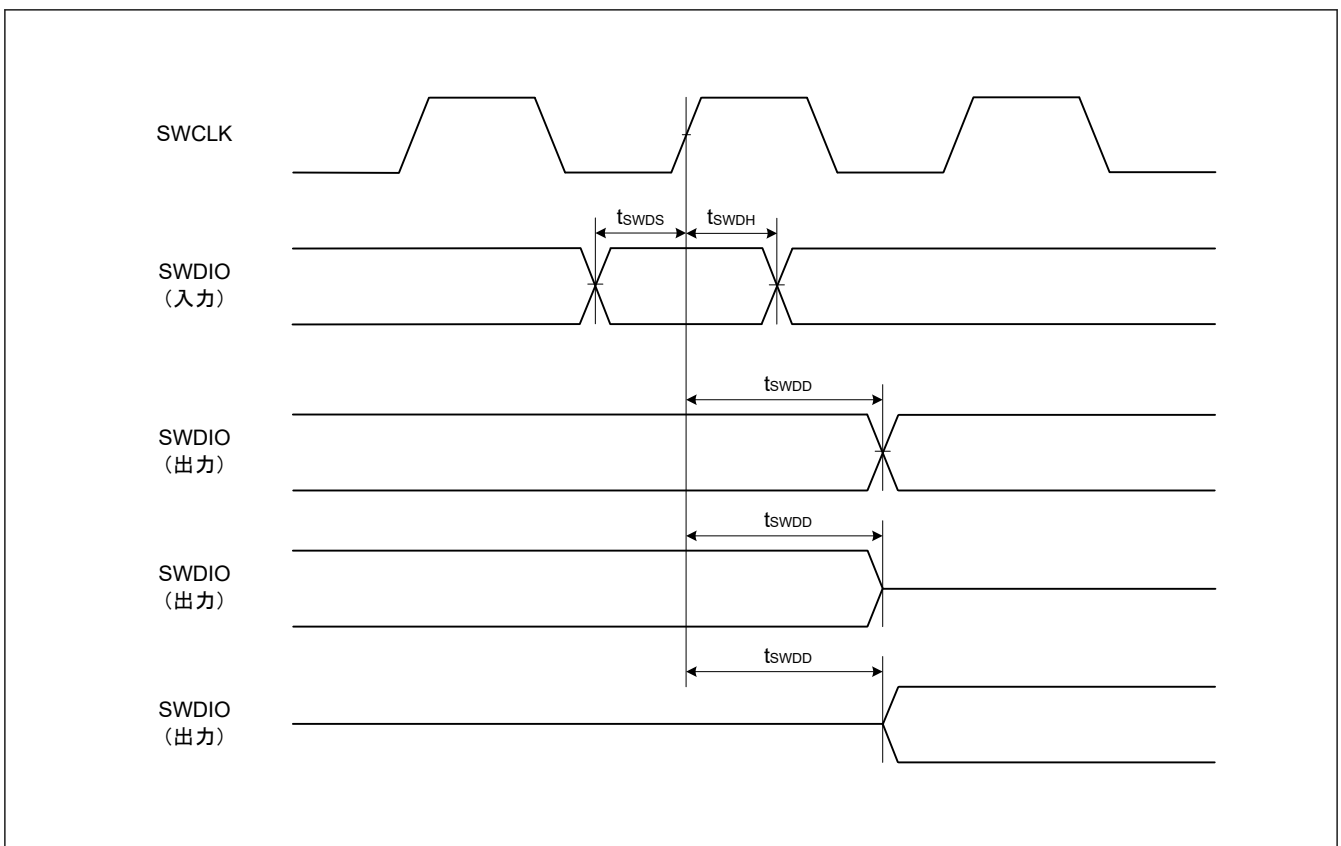 SWCLK
tSWDS
tSWDH
SWDIO
（入力）
tSWDD
SWDIO
（出力）
tSWDD
SWDIO
（出力）
tSWDD
SWDIO
（出力）